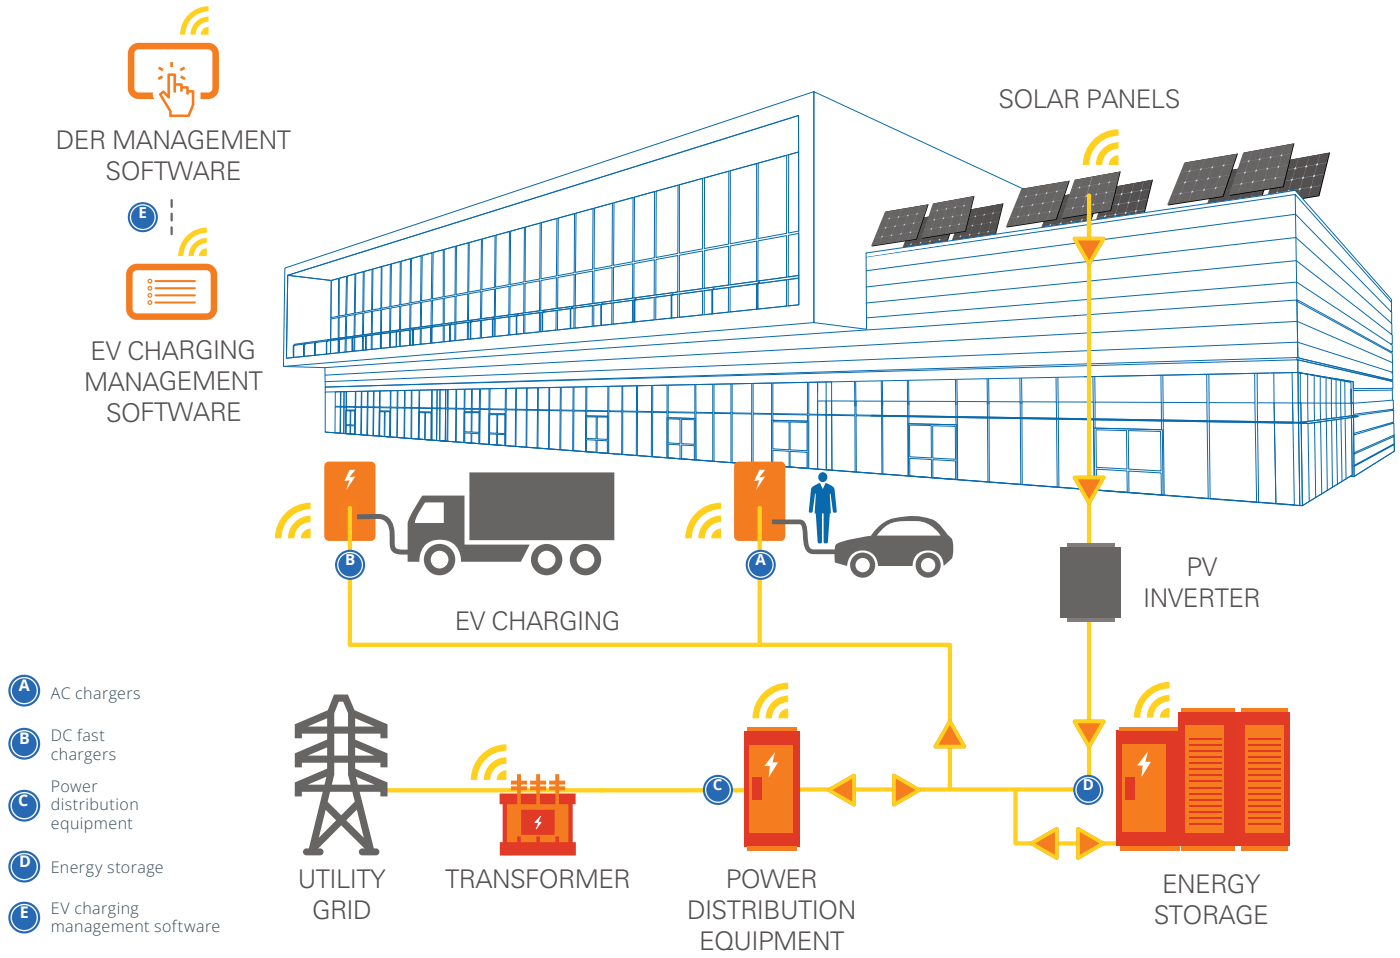 DER MANAGEMENT
SOFTWARE
E
EV CHARGING
MANAGEMENT
SOFTWARE
SOLAR PANELS
B
A
EV CHARGING
PV
INVERTER
A
AC chargers
B
DC fast
chargers
C
Power
distribution
equipment
D
Energy storage
E
EV charging
management software
C
D
UTILITY
GRID
TRANSFORMER
POWER
DISTRIBUTION
EQUIPMENT
ENERGY
STORAGE